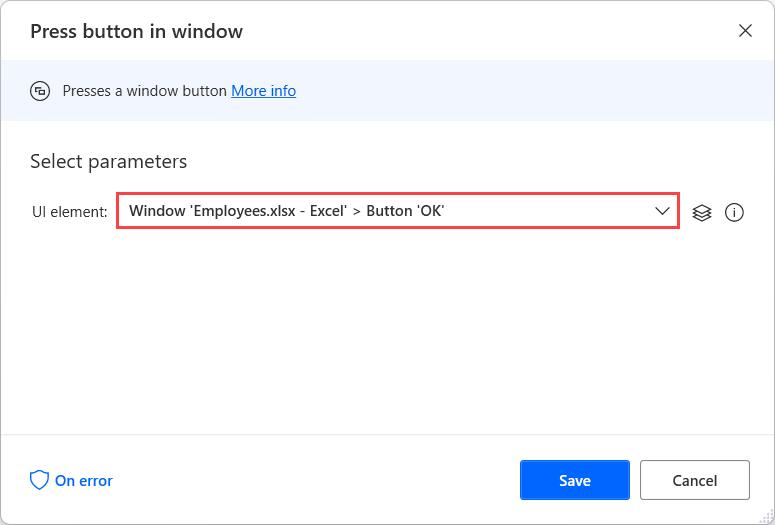 Press button in window
Presses a window button More info
Select parameters
UI element: Window 'Employees.xlsx - Excel' > Button 'OK'
On error
Save
Cancel